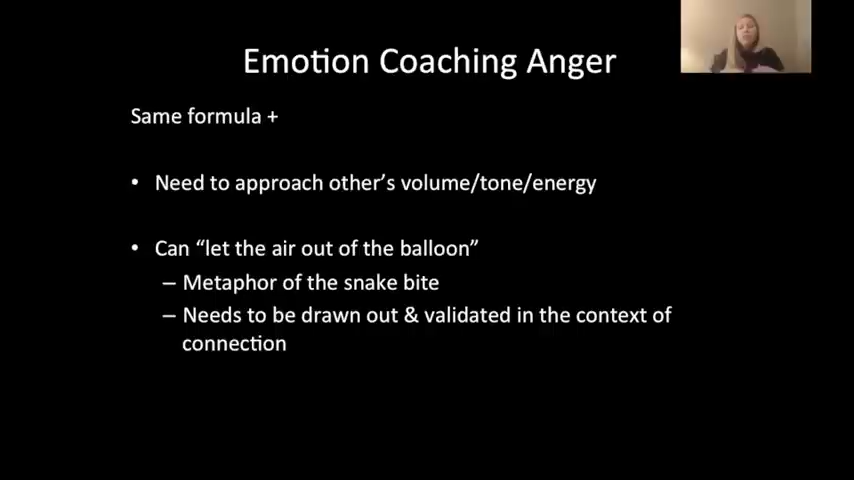 Emotion Coaching Anger
Same formula +
• Need to approach other’s volume/tone/energy
• Can “let the air out of the balloon”
– Metaphor of the snake bite
– Needs to be drawn out & validated in the context of
connection